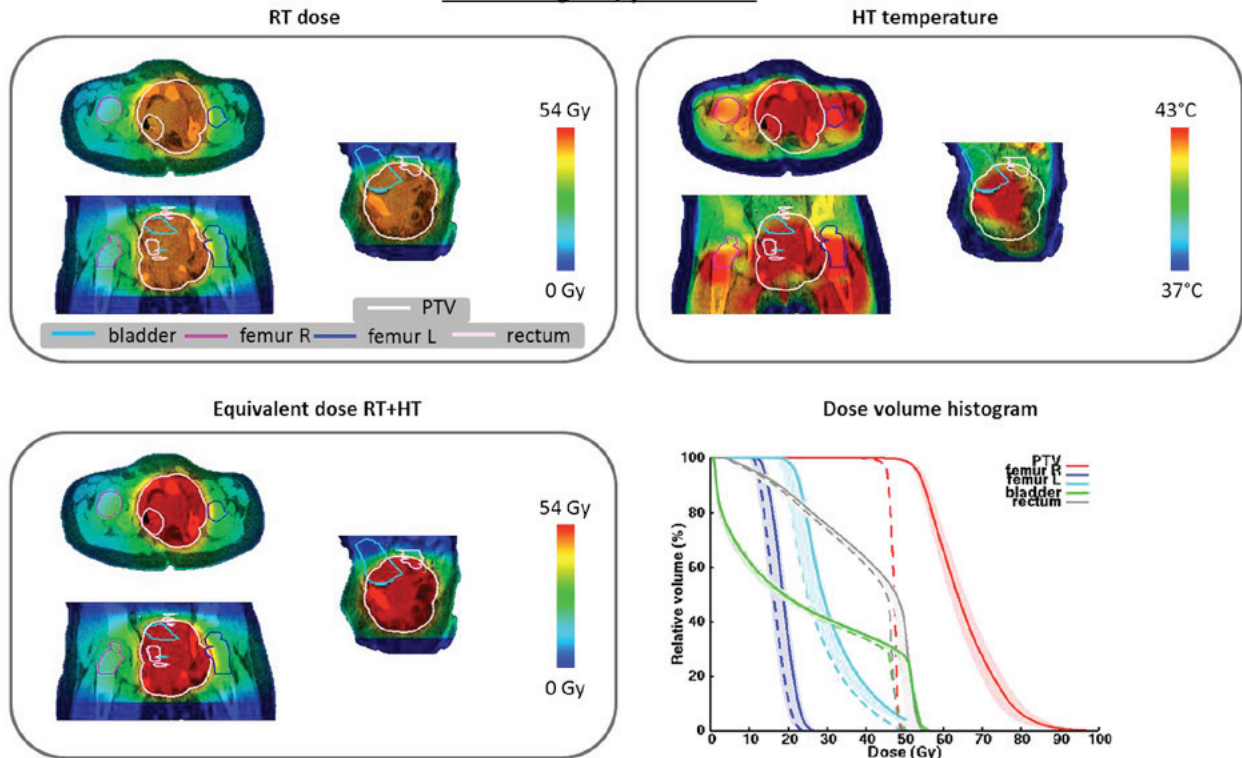 RT dose
HT temperature
54 Gy
0 Gy
PTV
bladder femur R femur L rectum
43°C
37°C
Equivalent dose RT+HT
54 Gy
0 Gy
Dose volume histogram
100
80
60
40
20
0
Relative volume (%)
PTV
femur R
femur L
bladder
rectum
0 10 20 30 40 50 60 70 80 90 100
Dose (Gy)